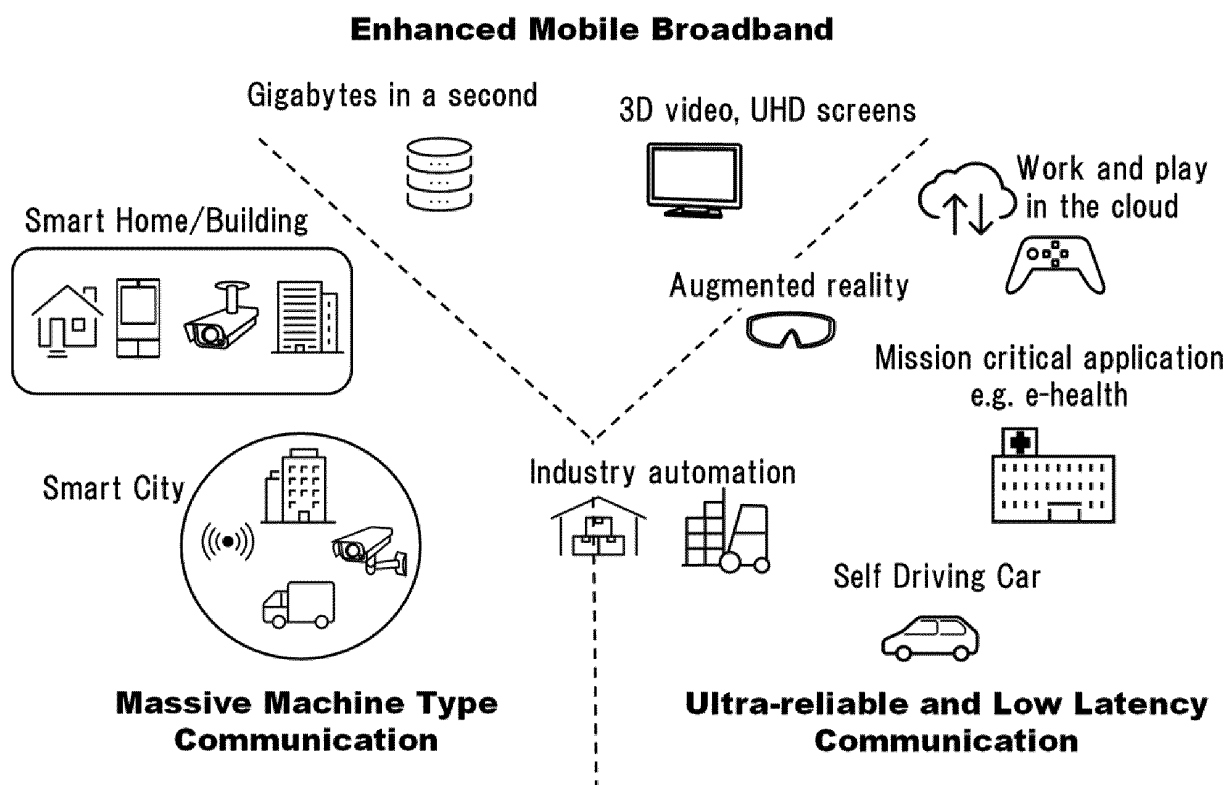 Enhanced Mobile Broadband
Gigabytes in a second
3D video, UHD screens
Work and play
in the cloud
Smart Home/Building
Augmented reality
Mission critical application
e.g. e-health
Smart City
Industry automation
Self Driving Car
Massive Machine Type
Communication
Ultra-reliable and Low Latency
Communication